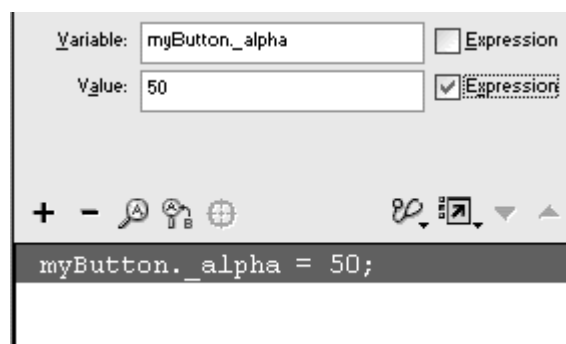 Variable: myButton._alpha Expression
Value: 50 Expression
myButton._alpha = 50;